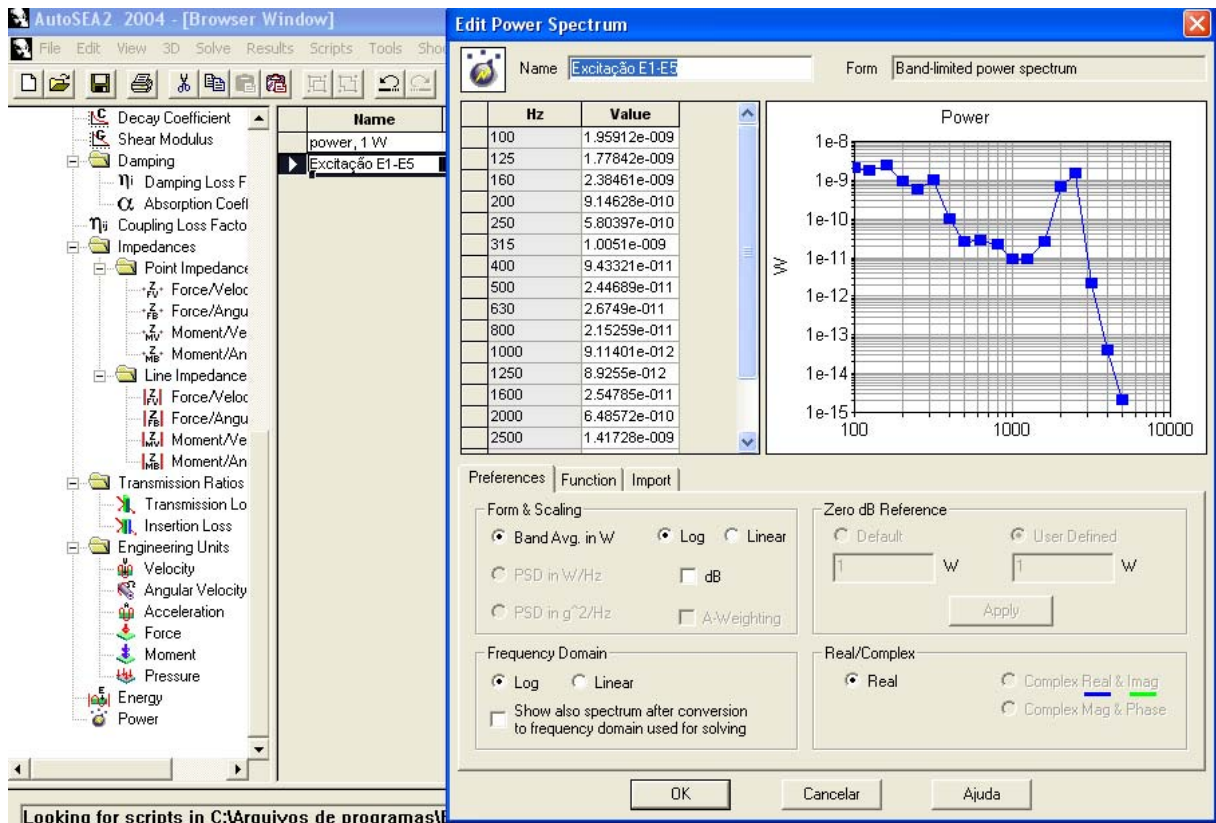 AutoSEA2 2004 - [Browser Window]
File Edit View 3D Solve Results Scripts Tools
Decay Coefficient
Shear Modulus
Damping
ηi Damping Loss F
α Absorption Coeff
ηij Coupling Loss Facto
Impedances
Point Impedance
Z FV Force/Veloc
Z FB Force/Angu
Z MV Moment/Ve
Z MB Moment/An
Line Impedance
Z FV Force/Veloc
Z FB Force/Angu
Z MV Moment/Ve
Z MB Moment/An
Transmission Ratios
Transmission Lo
Insertion Loss
Engineering Units
Velocity
Angular Velocity
Acceleration
Force
Moment
Pressure
E Energy
Power
Name
power, 1 W
Excitação E1-E5
Looking for scripts in C:\Arquivos de programas\E
Edit Power Spectrum
Name Excitação E1-E5 Form Band-limited power spectrum
Hz Value
100 1.95912e-009
125 1.77842e-009
160 2.38461e-009
200 9.14628e-010
250 5.80397e-010
315 1.0051e-009
400 9.43321e-011
500 2.44689e-011
630 2.6749e-011
800 2.15259e-011
1000 9.11401e-012
1250 8.9255e-012
1600 2.54785e-011
2000 6.48572e-010
2500 1.41728e-009
Power
1e-8
1e-9
1e-10
1e-11
1e-12
1e-13
1e-14
1e-15
W
100 1000 10000
Preferences Function Import
Form & Scaling
Band Avg. in W Log Linear
PSD in W/Hz dB
PSD in g^2/Hz A-Weighting
Zero dB Reference
Default User Defined
1 W 1 W
Apply
Frequency Domain
Log Linear
Show also spectrum after conversion
to frequency domain used for solving
Real/Complex
Real Complex Real & Imag
Complex Mag & Phase
OK Cancelar Ajuda